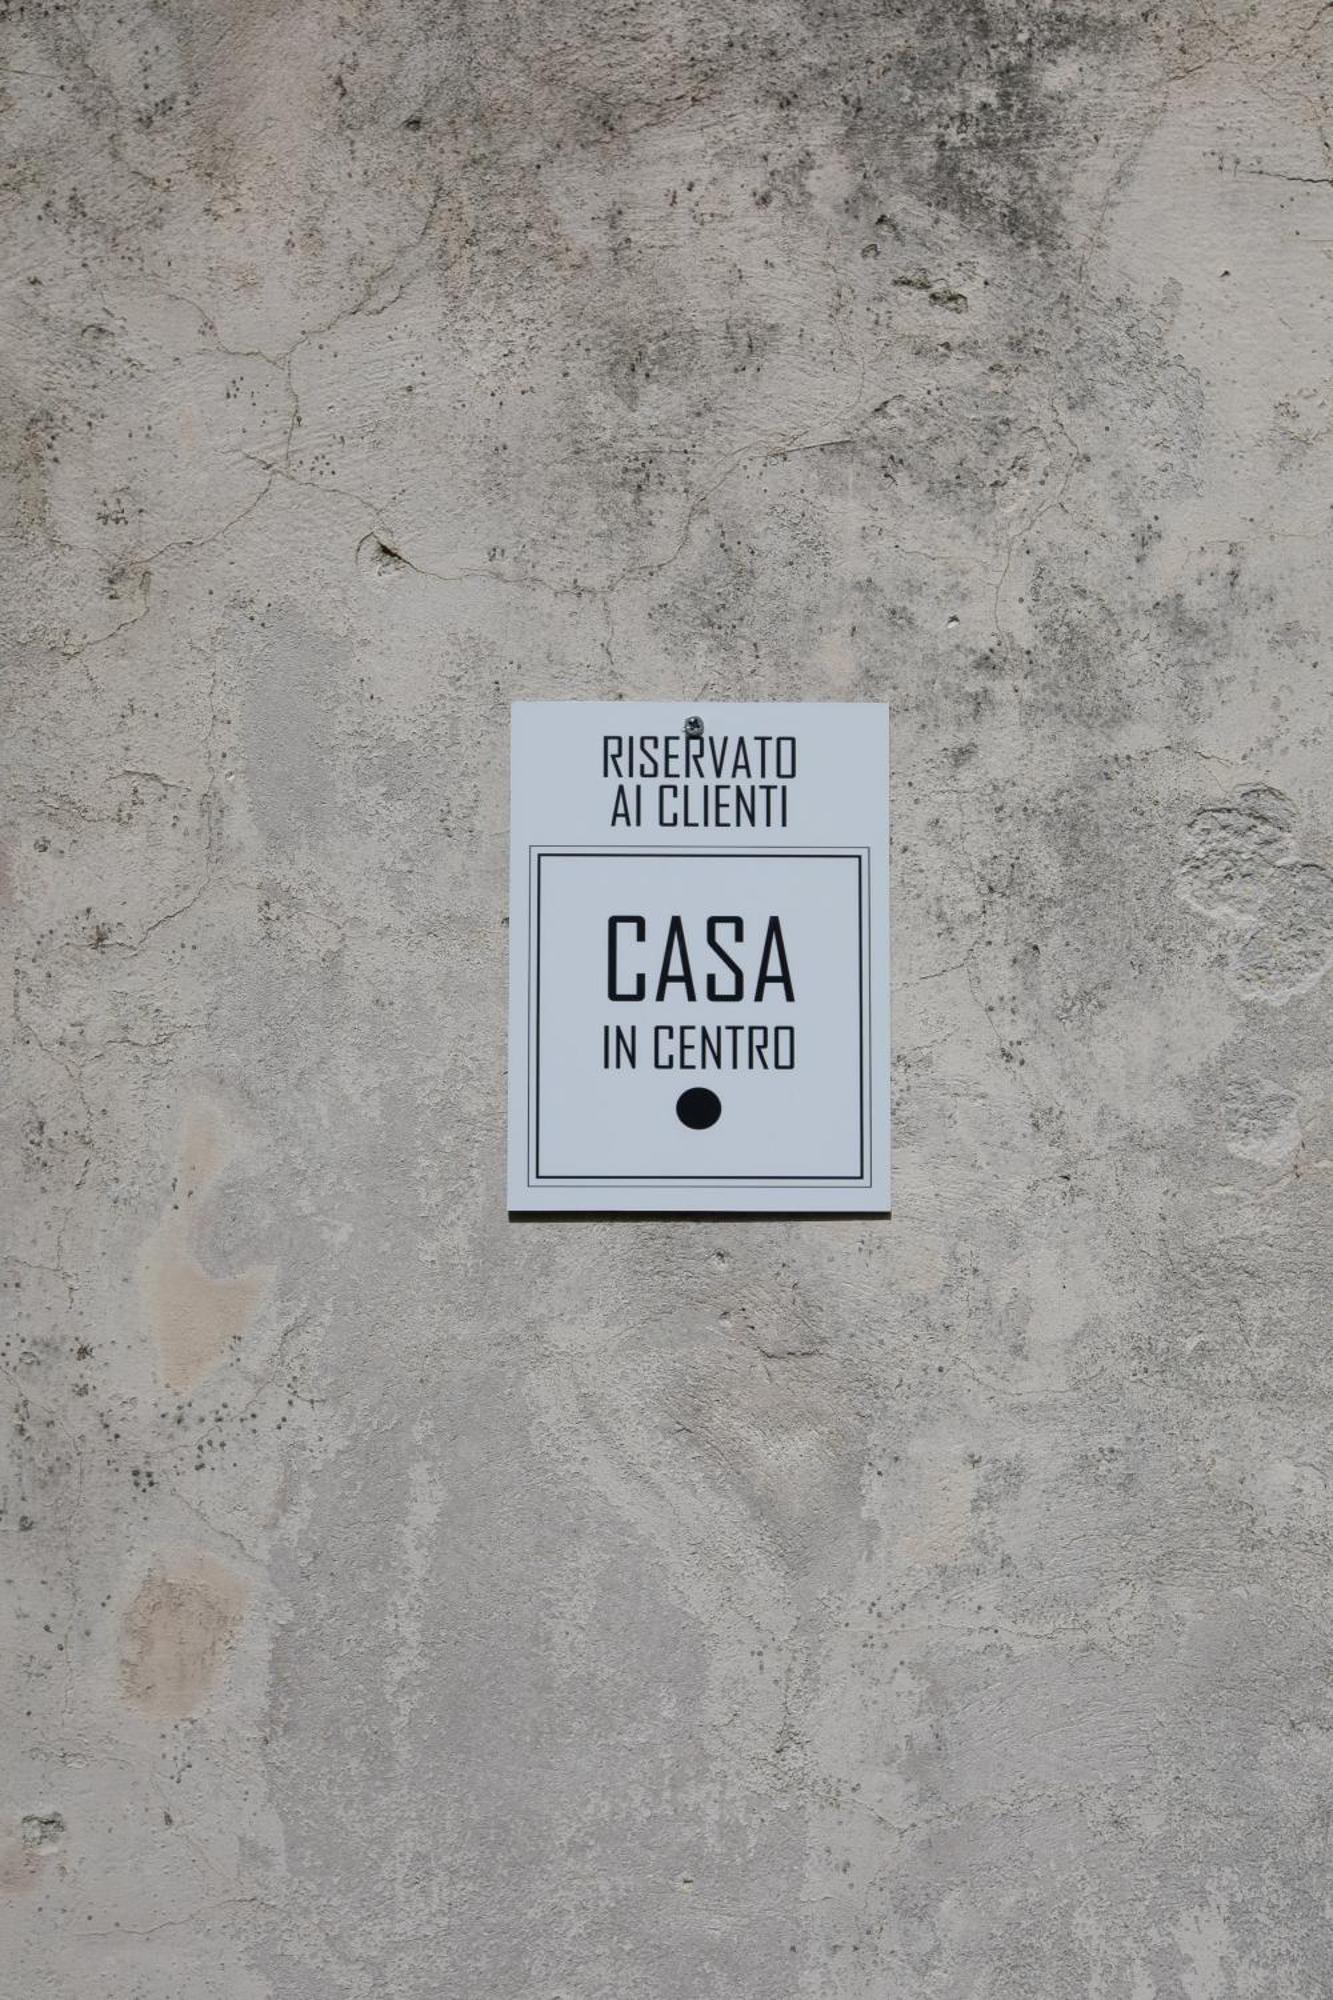 RISERVATO
AI CLIENTI
CASA
IN CENTRO